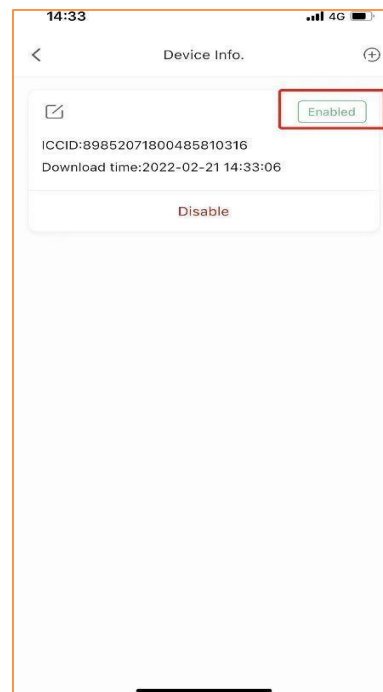 14:33 4G
Device Info.
Enabled
ICCID:89852071800485810316
Download time:2022-02-21 14:33:06
Disable